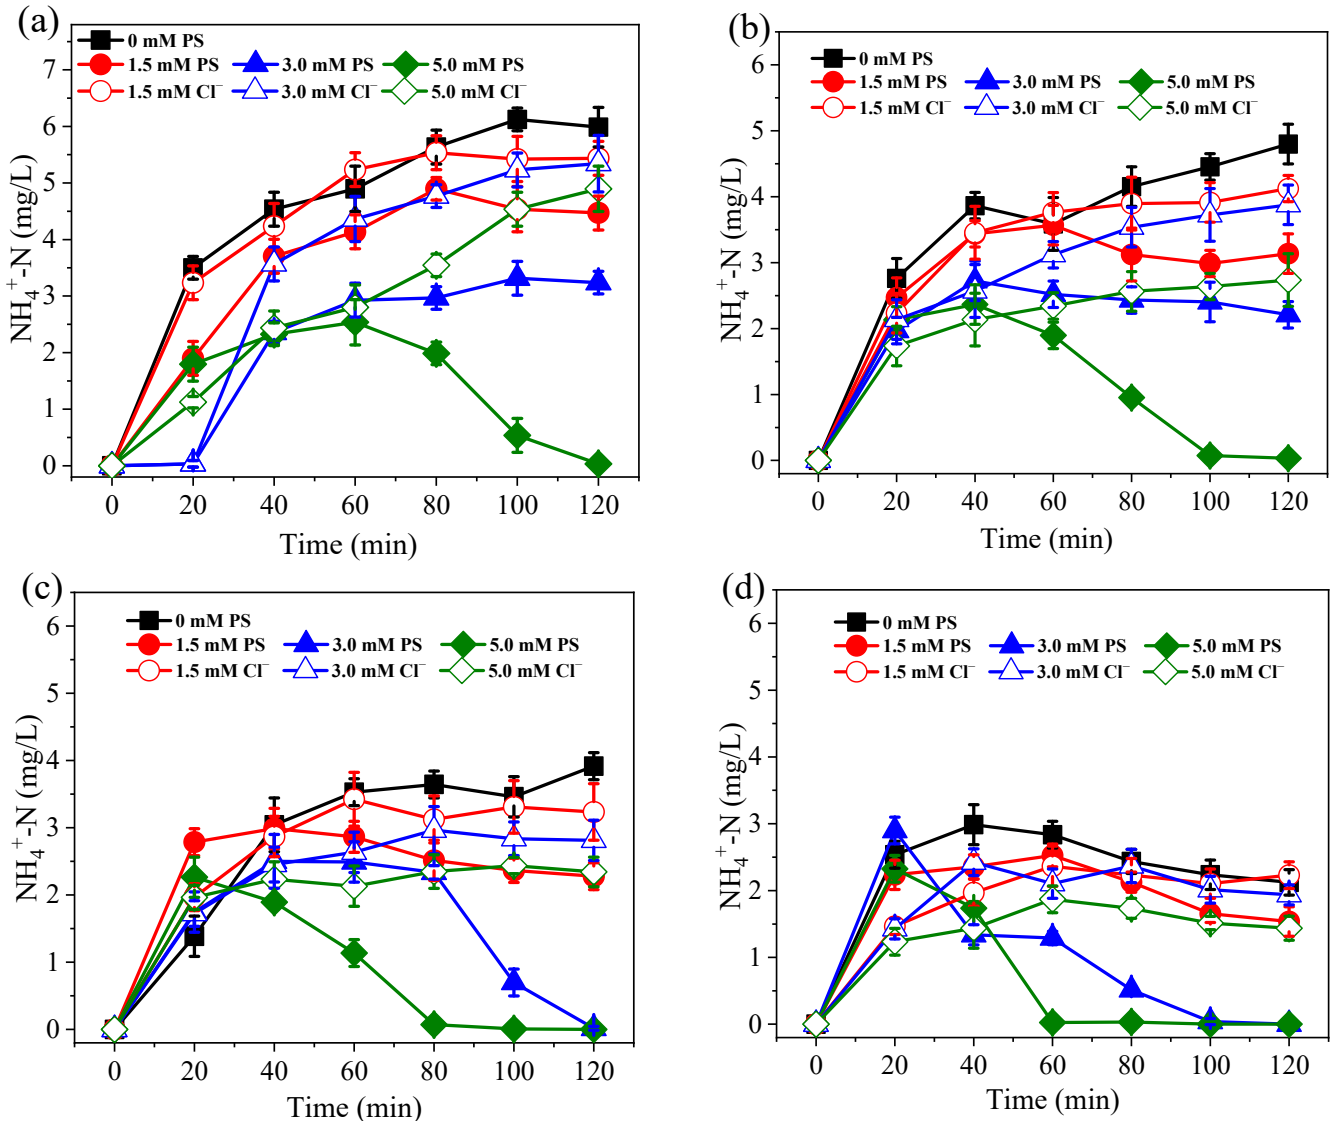 (a)
0 mM PS
1.5 mM PS 3.0 mM PS 5.0 mM PS
1.5 mM Cl⁻ 3.0 mM Cl⁻ 5.0 mM Cl⁻
NH₄⁺-N (mg/L)
7
6
5
4
3
2
1
0
0 20 40 60 80 100 120
Time (min)
(b)
0 mM PS
1.5 mM PS 3.0 mM PS 5.0 mM PS
1.5 mM Cl⁻ 3.0 mM Cl⁻ 5.0 mM Cl⁻
NH₄⁺-N (mg/L)
6
5
4
3
2
1
0
0 20 40 60 80 100 120
Time (min)
(c)
0 mM PS
1.5 mM PS 3.0 mM PS 5.0 mM PS
1.5 mM Cl⁻ 3.0 mM Cl⁻ 5.0 mM Cl⁻
NH₄⁺-N (mg/L)
6
5
4
3
2
1
0
0 20 40 60 80 100 120
Time (min)
(d)
0 mM PS
1.5 mM PS 3.0 mM PS 5.0 mM PS
1.5 mM Cl⁻ 3.0 mM Cl⁻ 5.0 mM Cl⁻
NH₄⁺-N (mg/L)
6
5
4
3
2
1
0
0 20 40 60 80 100 120
Time (min)